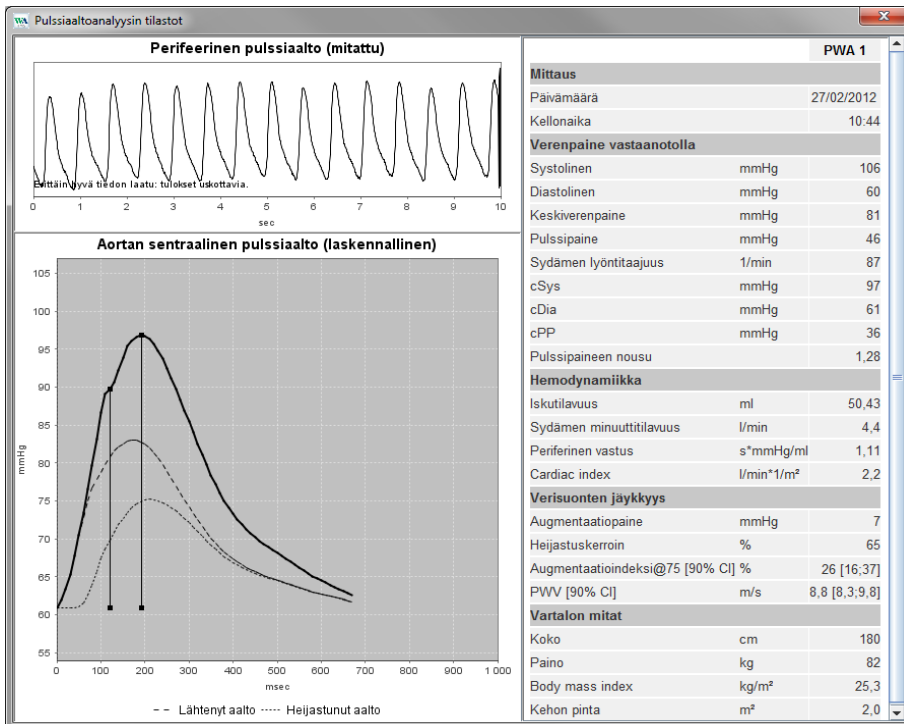 WA Pulssiaaltoanalyysin tilastot
Perifeerinen pulssiaalto (mitattu)
Erittäin hyvä tiedon laatu: tulokset uskottavia.
0 1 2 3 4 5 6 7 8 9 10
sec
Aortan sentraalinen pulssiaalto (laskennallinen)
105
100
95
90
85
80
75
70
65
60
55
mmHg
0 100 200 300 400 500 600 700 800 900 1 000
msec
Lähtenyt aalto Heijastunut aalto
PWA 1
Mittaus
Päivämäärä 27/02/2012
Kellonaika 10:44
Verenpaine vastaanotolla
Systolinen mmHg 106
Diastolinen mmHg 60
Keskiverenpaine mmHg 81
Pulssipaine mmHg 46
Sydämen lyöntitaajuus 1/min 87
cSys mmHg 97
cDia mmHg 61
cPP mmHg 36
Pulssipaineen nousu 1,28
Hemodynamiikka
Iskutilavuus ml 50,43
Sydämen minuuttitilavuus l/min 4,4
Periferinen vastus s*mmHg/ml 1,11
Cardiac index l/min*1/m² 2,2
Verisuonten jäykkyys
Augmentaatiopaine mmHg 7
Heijastuskerroin % 65
Augmentaatioindeksi@75 [90% CI] % 26 [16;37]
PWV [90% CI] m/s 8,8 [8,3;9,8]
Vartalon mitat
Koko cm 180
Paino kg 82
Body mass index kg/m² 25,3
Kehon pinta m² 2,0